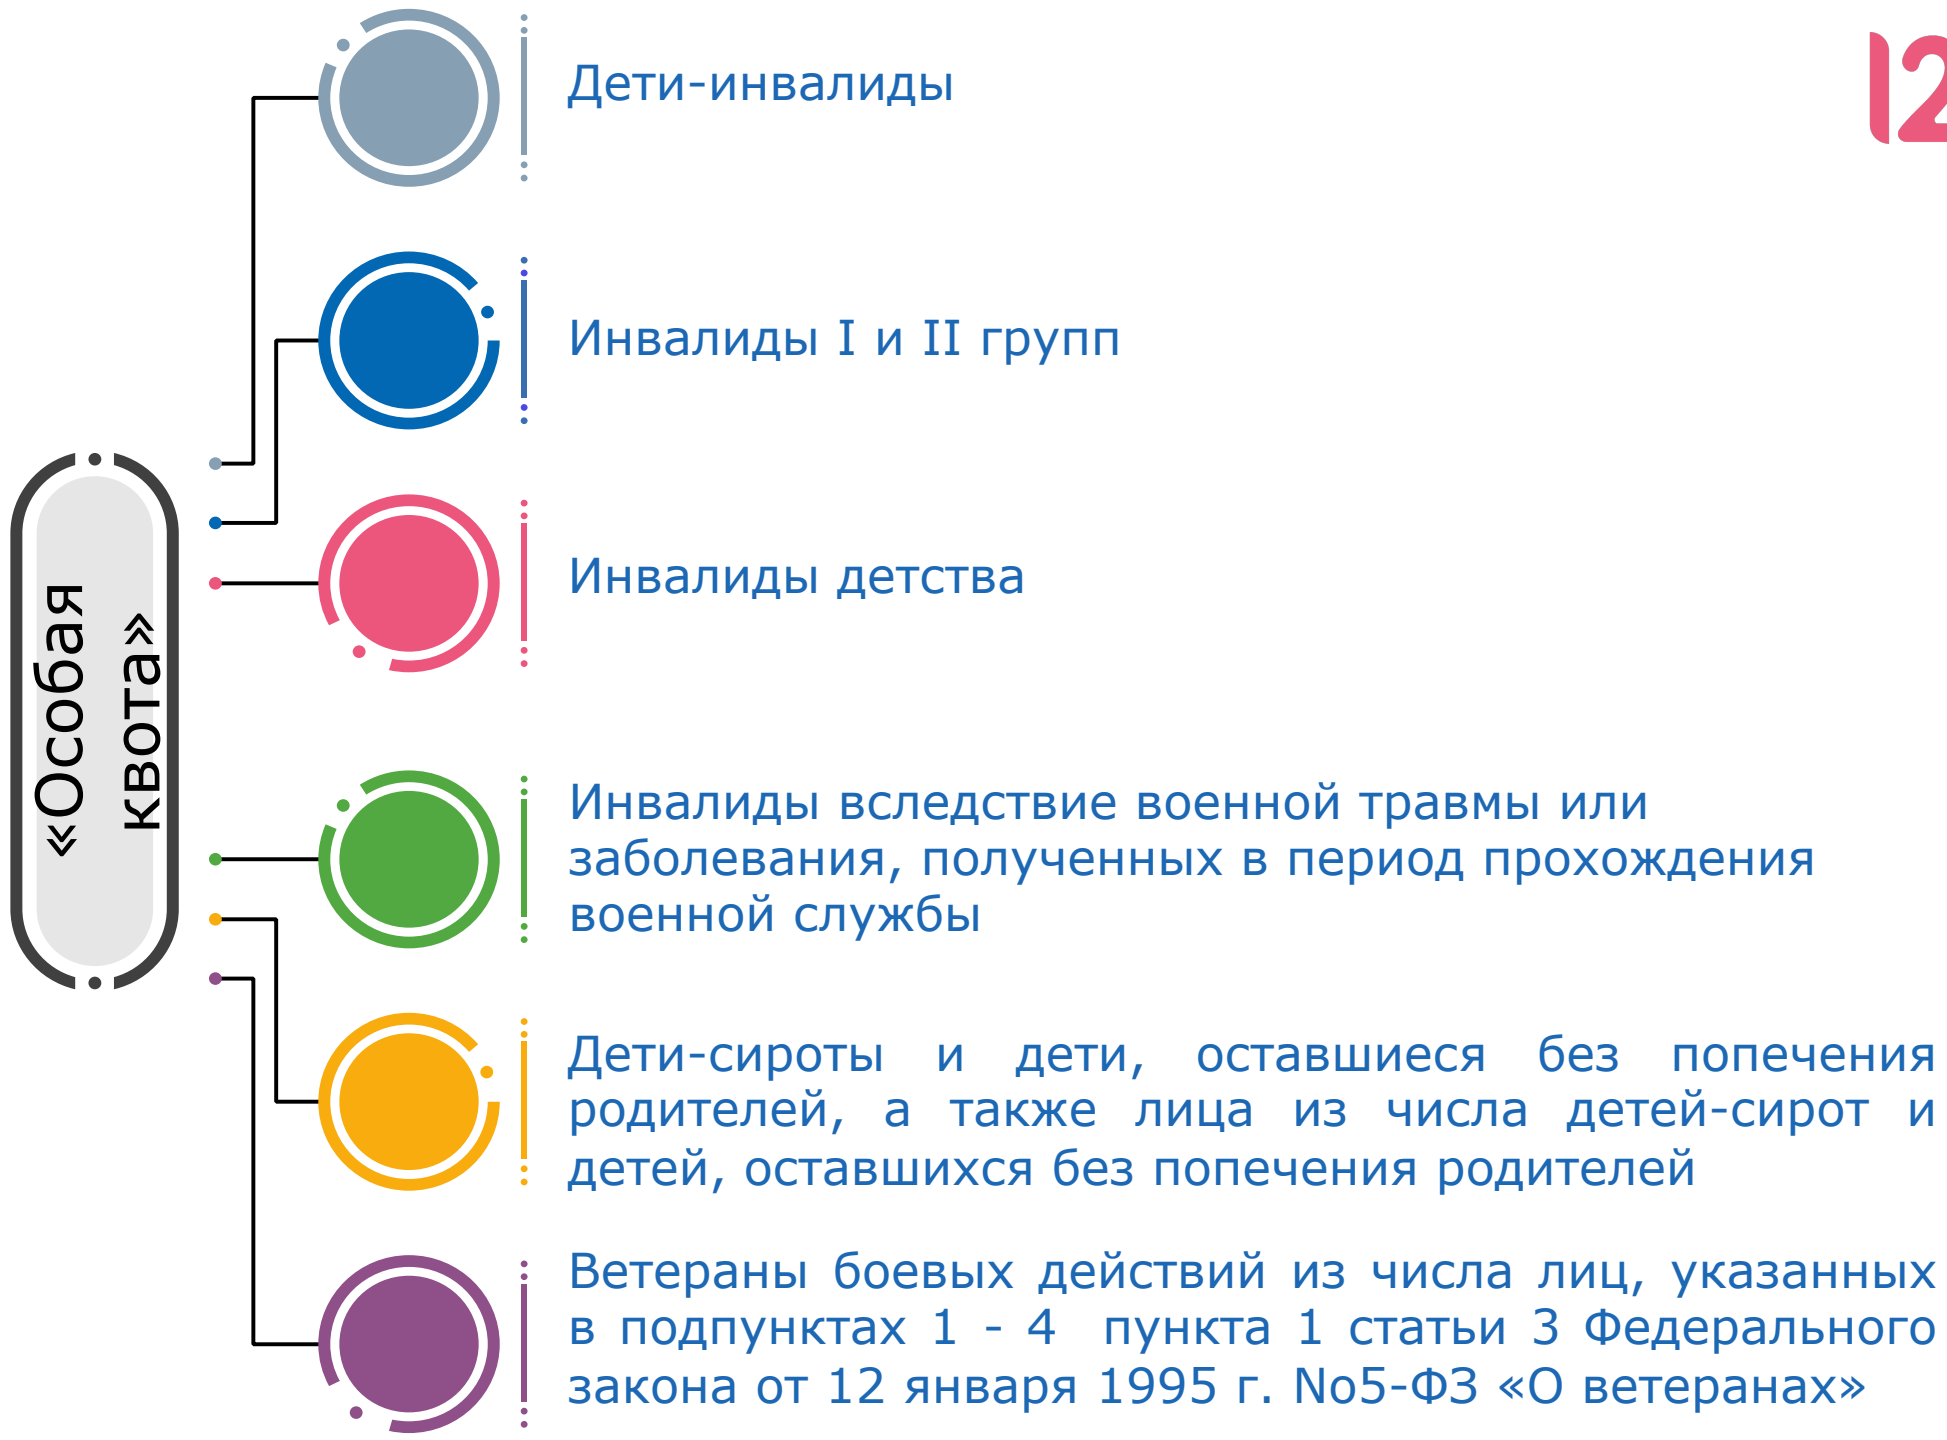 Дети-инвалиды
12
Инвалиды I и II групп
Инвалиды детства
«Особая
квота»
Инвалиды вследствие военной травмы или
заболевания, полученных в период прохождения
военной службы
Дети-сироты и дети, оставшиеся без попечения
родителей, а также лица из числа детей-сирот и
детей, оставшихся без попечения родителей
Ветераны боевых действий из числа лиц, указанных
в подпунктах 1 - 4 пункта 1 статьи 3 Федерального
закона от 12 января 1995 г. No5-ФЗ «О ветеранах»